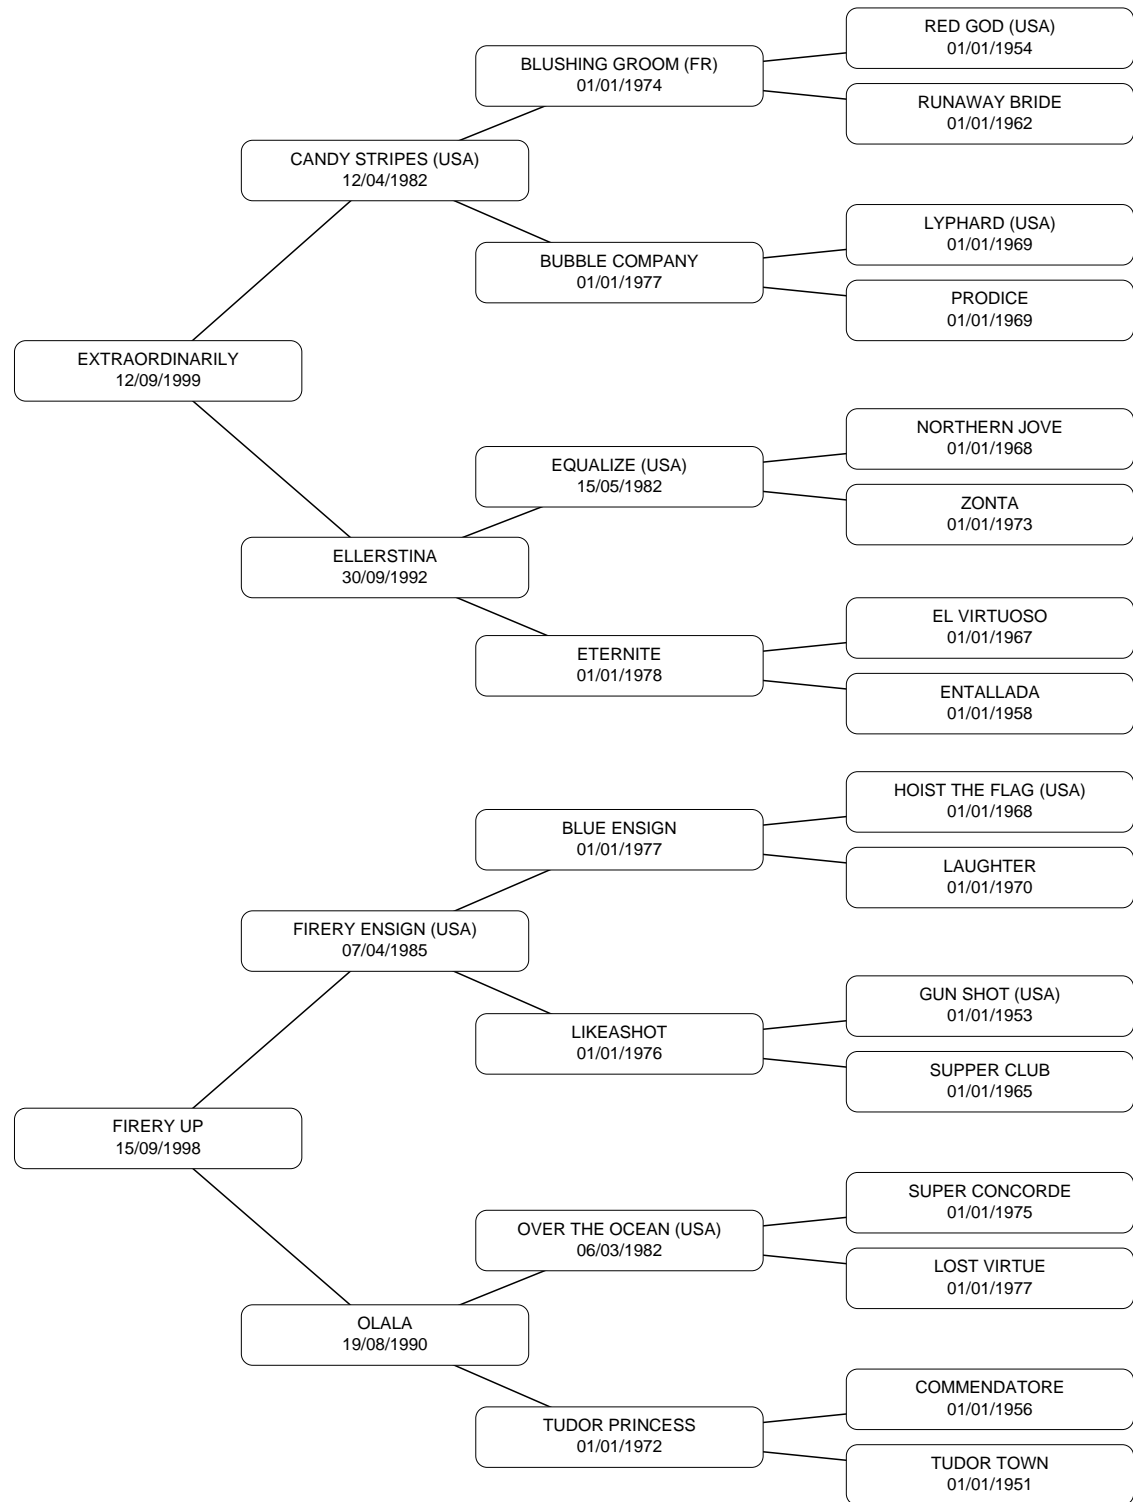 RED GOD (USA)
01/01/1954
BLUSHING GROOM (FR)
01/01/1974
RUNAWAY BRIDE
01/01/1962
CANDY STRIPES (USA)
12/04/1982
LYPHARD (USA)
01/01/1969
BUBBLE COMPANY
01/01/1977
PRODICE
01/01/1969
EXTRAORDINARILY
12/09/1999
NORTHERN JOVE
01/01/1968
EQUALIZE (USA)
15/05/1982
ZONTA
01/01/1973
ELLERSTINA
30/09/1992
EL VIRTUOSO
01/01/1967
ETERNITE
01/01/1978
ENTALLADA
01/01/1958
HOIST THE FLAG (USA)
01/01/1968
BLUE ENSIGN
01/01/1977
LAUGHTER
01/01/1970
FIRERY ENSIGN (USA)
07/04/1985
GUN SHOT (USA)
01/01/1953
LIKEASHOT
01/01/1976
SUPPER CLUB
01/01/1965
FIRERY UP
15/09/1998
SUPER CONCORDE
01/01/1975
OVER THE OCEAN (USA)
06/03/1982
LOST VIRTUE
01/01/1977
OLALA
19/08/1990
COMMENDATORE
01/01/1956
TUDOR PRINCESS
01/01/1972
TUDOR TOWN
01/01/1951